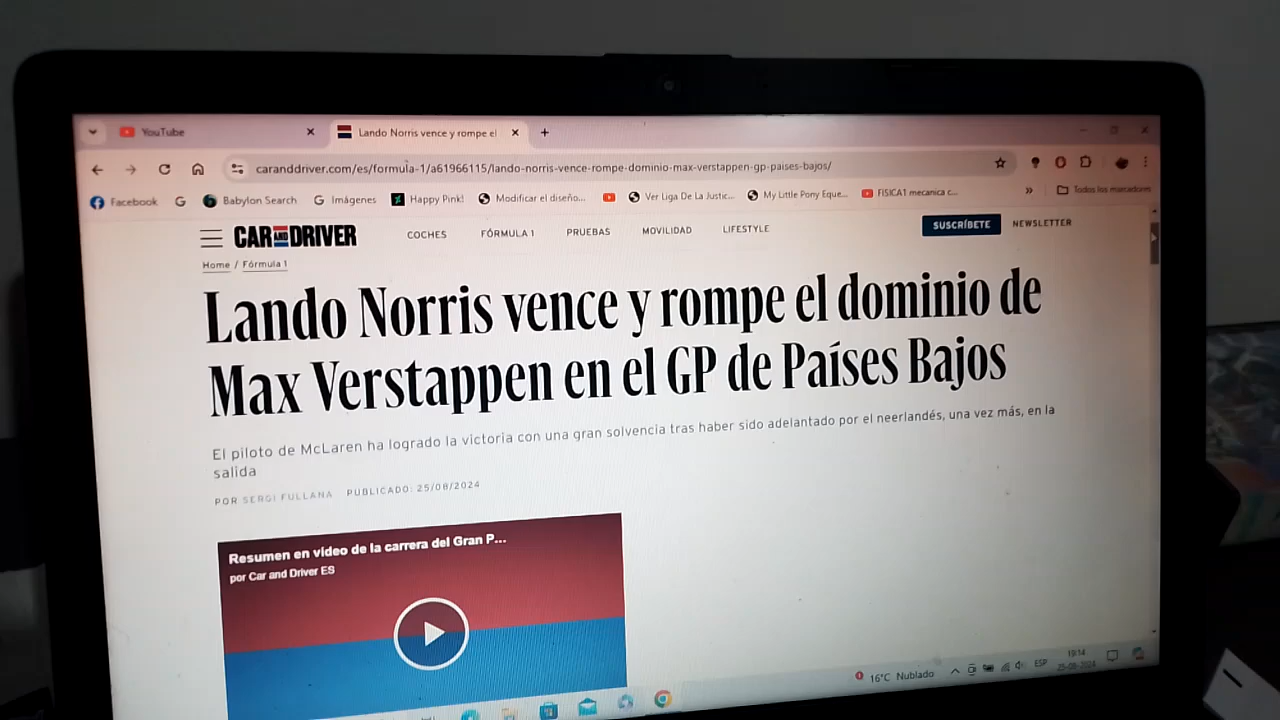 YouTube
Lando Norris vence y rompe el
caranddriver.com/es/formula-1/a61966115/lando-norris-vence-rompe-dominio-max-verstappen-gp-paises-bajos/
Facebook
Babylon Search
Imágenes
Happy Pink!
Modificar el diseño...
Ver Liga De La Justic...
My Little Pony Eque...
FISICA1 mecanica c...
Todos los marcadores
CAR AND DRIVER
COCHES
FÓRMULA 1
PRUEBAS
MOVILIDAD
LIFESTYLE
SUSCRÍBETE
NEWSLETTER
Home / Fórmula 1
Lando Norris vence y rompe el dominio de
Max Verstappen en el GP de Países Bajos
El piloto de McLaren ha logrado la victoria con una gran solvencia tras haber sido adelantado por el neerlandés, una vez más, en la
salida
POR SERGI FULLANA PUBLICADO: 25/08/2024
Resumen en vídeo de la carrera del Gran P...
por Car and Driver ES
16°C Nublado
ESP
19:14
25-08-2024